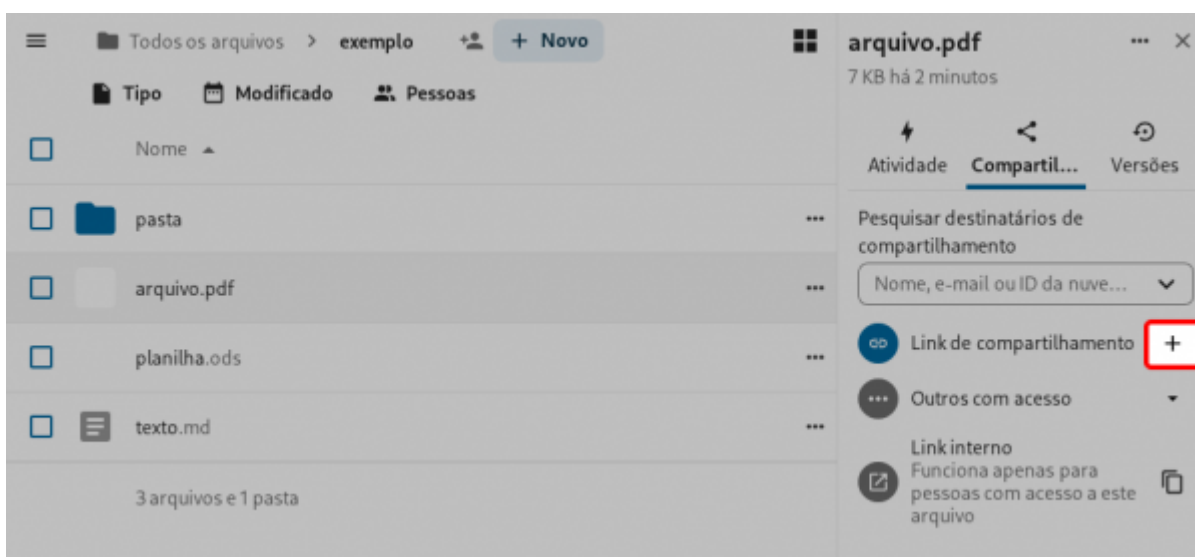 Todos os arquivos > exemplo + Novo
Tipo Modificado Pessoas
Nome
pasta
arquivo.pdf
planilha.ods
texto.md
3 arquivos e 1 pasta
arquivo.pdf
7 KB há 2 minutos
Atividade Compartil... Versões
Pesquisar destinatários de
compartilhamento
Nome, e-mail ou ID da nuve...
Link de compartilhamento +
Outros com acesso
Link interno
Funciona apenas para
pessoas com acesso a este
arquivo